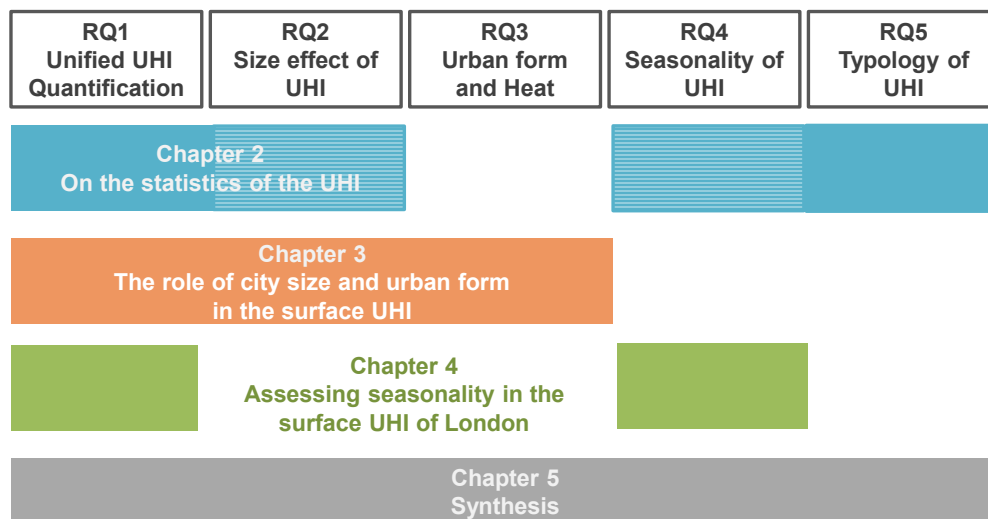 RQ1
Unified UHI
Quantification
RQ2
Size effect of
UHI
RQ3
Urban form
and Heat
RQ4
Seasonality of
UHI
RQ5
Typology of
UHI
Chapter 2
On the statistics of the UHI
Chapter 3
The role of city size and urban form
in the surface UHI
Chapter 4
Assessing seasonality in the
surface UHI of London
Chapter 5
Synthesis